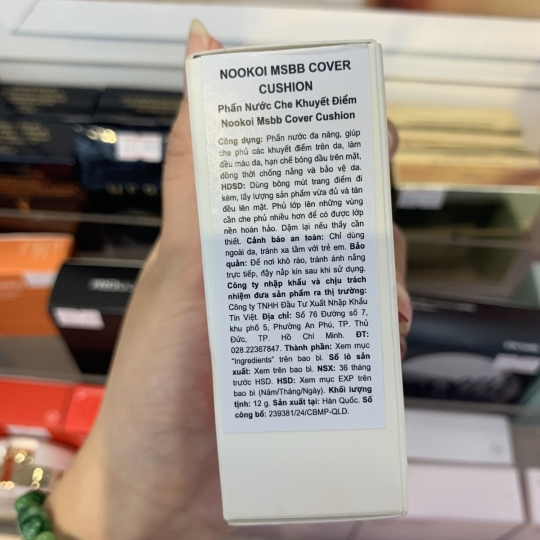 NOOKOI MSBB COVER
CUSHION
Phấn Nước Che Khuyết Điểm
Nookoi Msbb Cover Cushion
Công dụng: Phấn nước đa năng, giúp
che phủ các khuyết điểm trên da, làm
đều màu da, hạn chế bóng dầu trên mặt,
đồng thời chống nắng và bảo vệ da.
HDSD: Dùng bông mút trang điểm đi
kèm, lấy lượng sản phẩm vừa đủ và tán
đều lên mặt. Phủ lớp lên những vùng
cần che phủ nhiều hơn để có được lớp
nền hoàn hảo. Dặm lại nếu thấy cần
thiết. Cảnh báo an toàn: Chỉ dùng
ngoài da, tránh xa tầm với trẻ em. Bảo
quản: Để nơi khô ráo, tránh ánh nắng
trực tiếp, đậy nắp kín sau khi sử dụng.
Công ty nhập khẩu và chịu trách
nhiệm đưa sản phẩm ra thị trường:
Công ty TNHH Đầu Tư Xuất Nhập Khẩu
Tín Việt. Địa chỉ: Số 76 Đường số 7,
khu phố 5, Phường An Phú, TP. Thủ
Đức, TP. Hồ Chí Minh. ĐT:
028.22367847. Thành phần: Xem mục
"Ingredients" trên bao bì. Số lô sản
xuất: Xem trên bao bì. NSX: 36 tháng
trước HSD. HSD: Xem mục EXP trên
bao bì (Năm/Tháng/Ngày). Khối lượng
tịnh: 12 g. Sản xuất tại: Hàn Quốc. Số
công bố: 239381/24/CBMP-QLD.